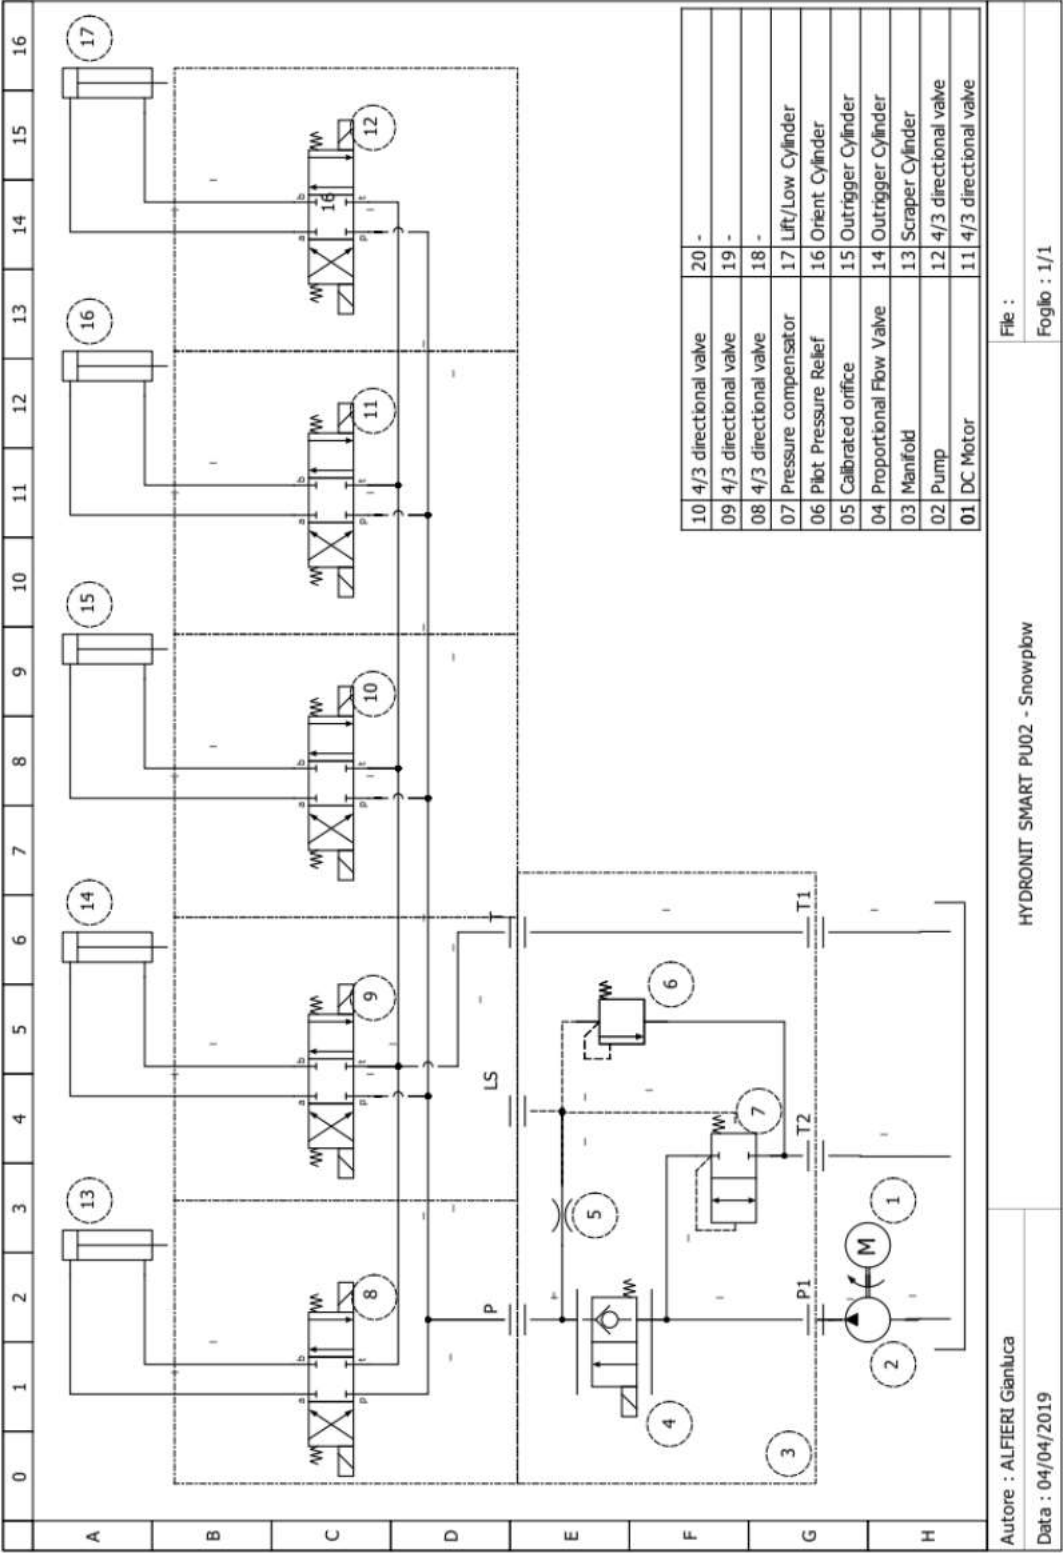 0 1 2 3 4 5 6 7 8 9 10 11 12 13 14 15 16
A
B
C
D
E
F
G
H
13
14
15
16
17
a b
a b
a b
a b
a b
16
p t
p t
p t
p t
p t
8
9
10
11
12
P
LS
T
5
6
4
7
3
P1
T2
T1
M
1
2
10 4/3 directional valve 20 -
09 4/3 directional valve 19 -
08 4/3 directional valve 18 -
07 Pressure compensator 17 Lift/Low Cylinder
06 Pilot Pressure Relief 16 Orient Cylinder
05 Calibrated orifice 15 Outrigger Cylinder
04 Proportional Flow Valve 14 Outrigger Cylinder
03 Manifold 13 Scraper Cylinder
02 Pump 12 4/3 directional valve
01 DC Motor 11 4/3 directional valve
Autore : ALFIERI Gianluca
Data : 04/04/2019
HYDRONIT SMART PU02 - Snowplow
File :
Foglio : 1/1